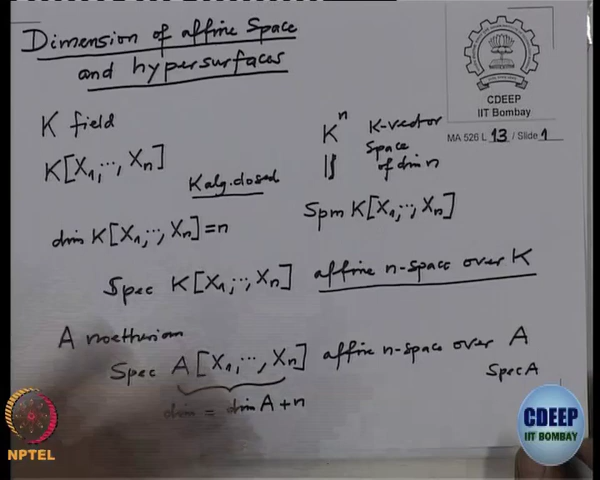 Dimension of affine Space
and hypersurfaces
CDEEP
IIT Bombay
MA 526 L 13 / Slide 1
K field
K[X₁,···,Xₙ]
K alg. closed
Kⁿ K-vector
Space
of dim n
≀∥
Spm K[X₁,···,Xₙ]
dim K[X₁,···,Xₙ]=n
Spec K[X₁,···,Xₙ] affine n-space over K
A noetherian
Spec A[X₁,···,Xₙ] affine n-space over A
Spec A
dim = dim A+n
NPTEL
CDEEP
IIT BOMBAY